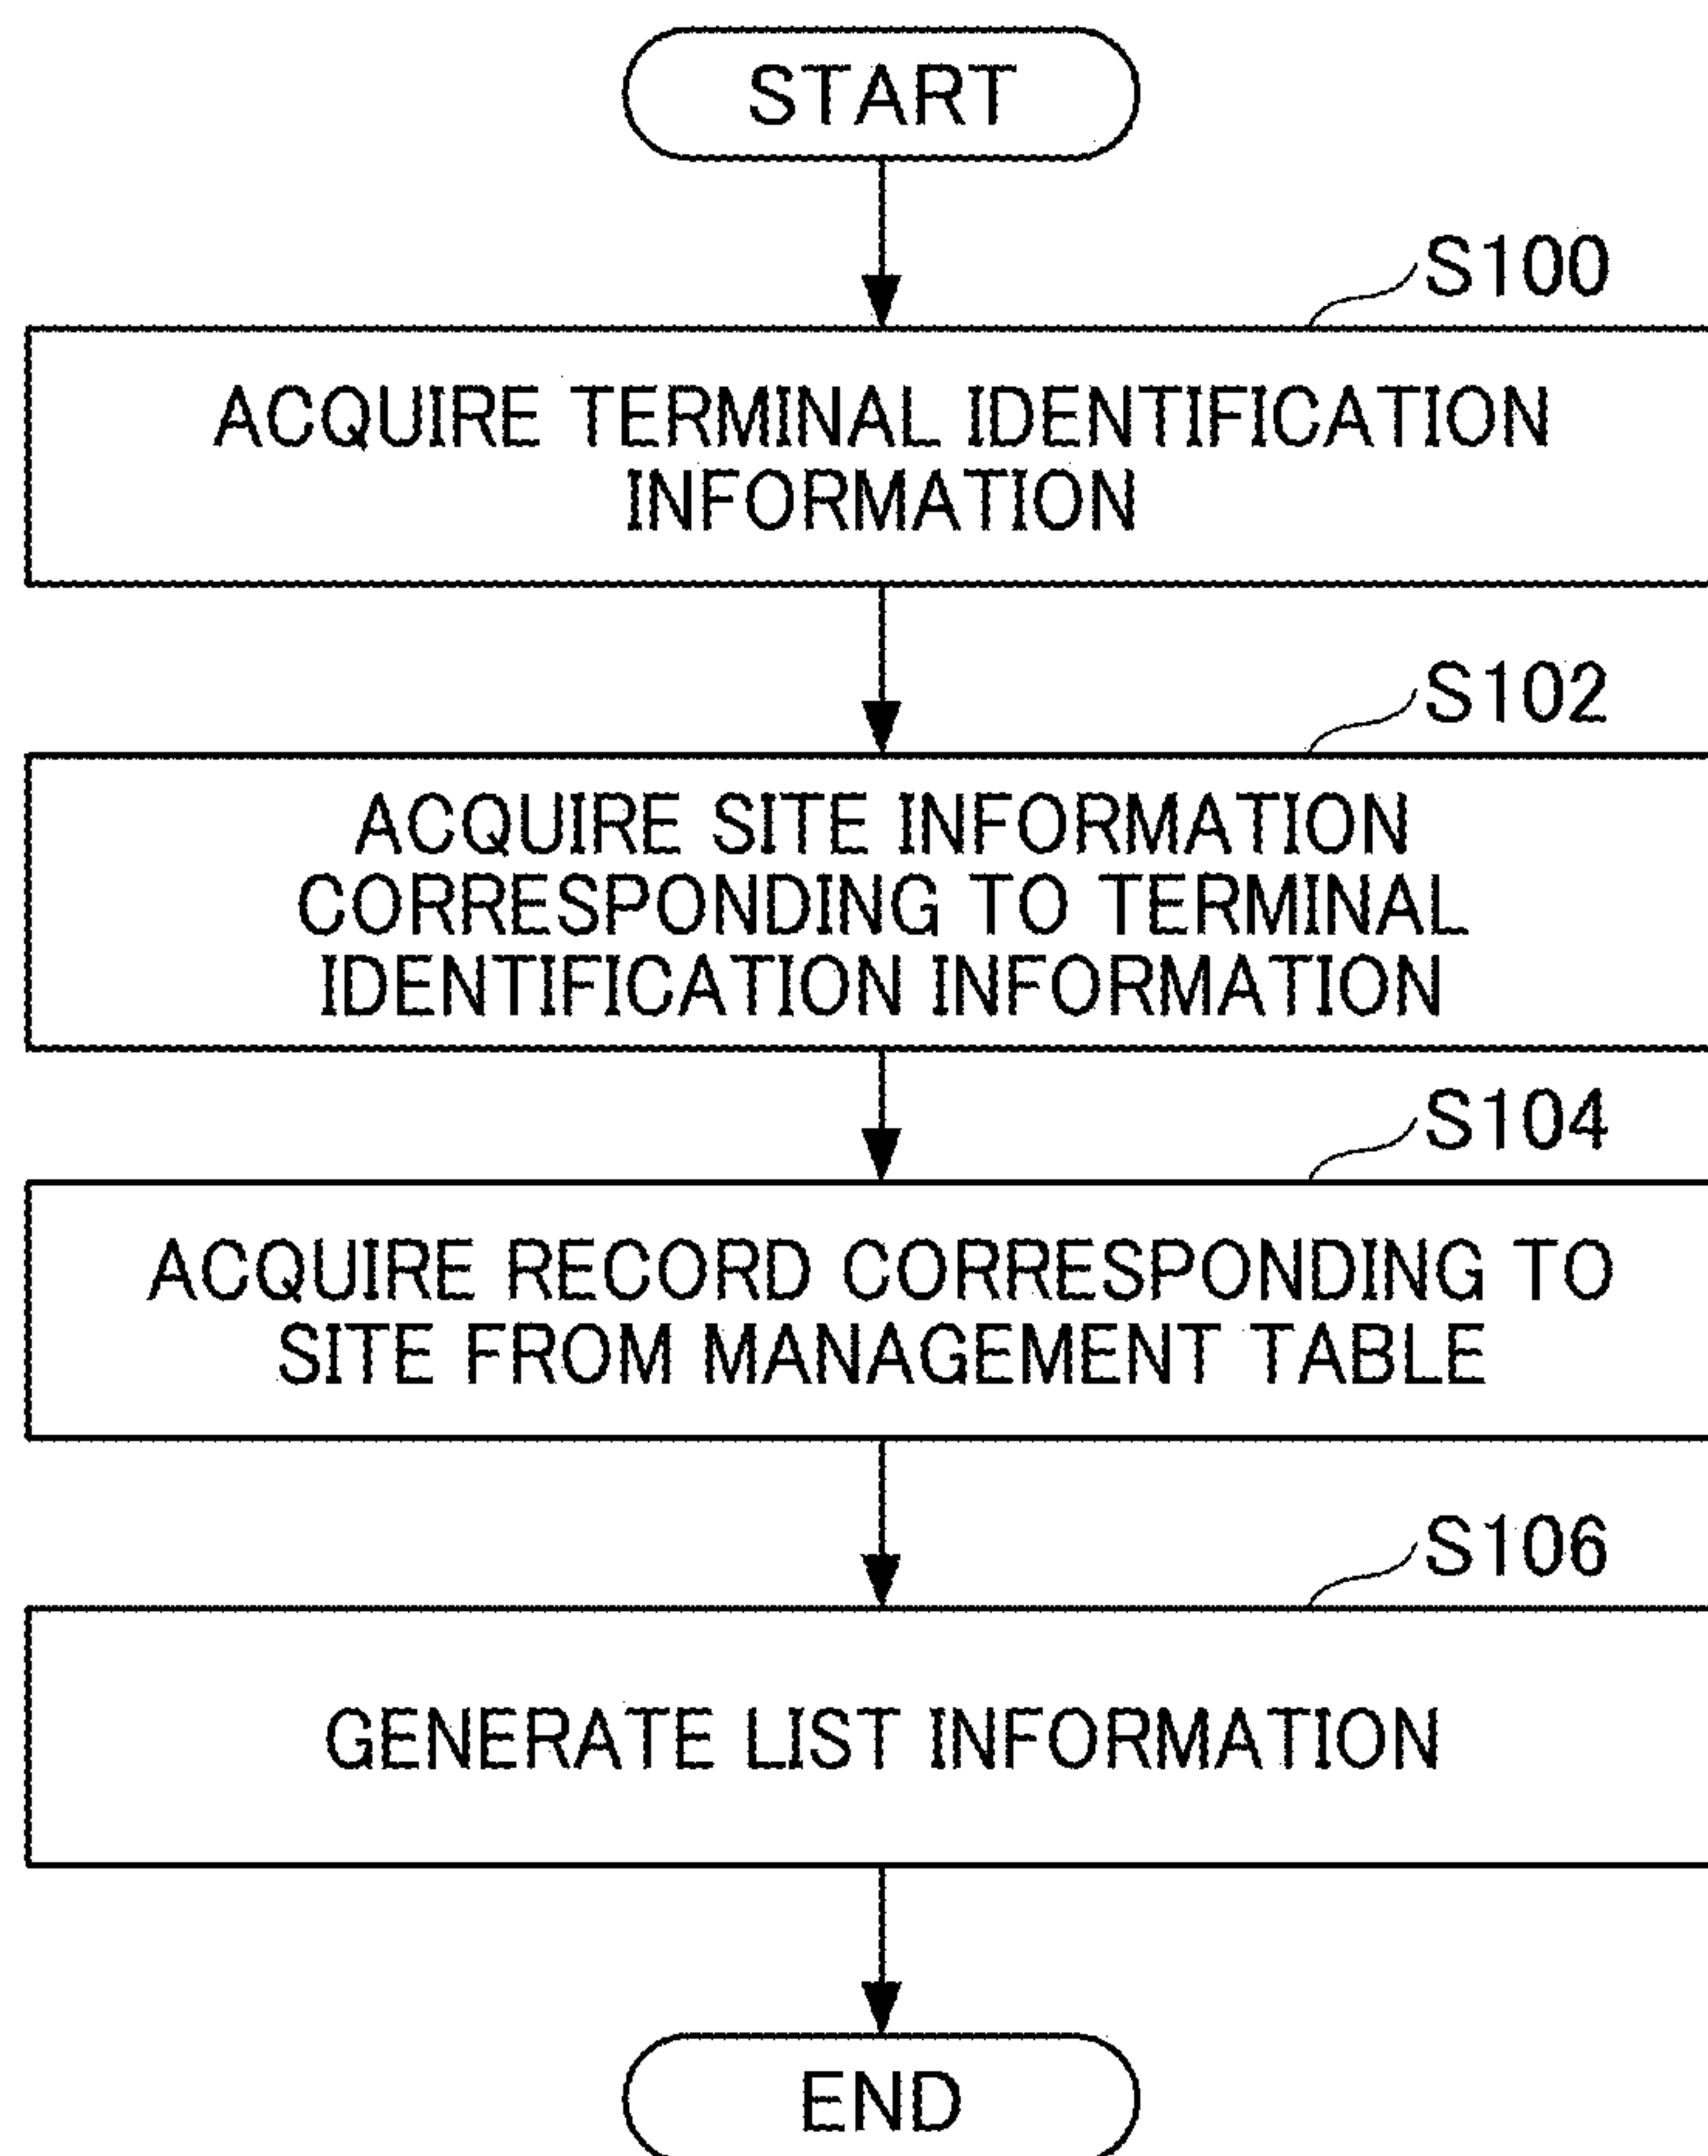 START
S100
ACQUIRE TERMINAL IDENTIFICATION
INFORMATION
S102
ACQUIRE SITE INFORMATION
CORRESPONDING TO TERMINAL
IDENTIFICATION INFORMATION
S104
ACQUIRE RECORD CORRESPONDING TO
SITE FROM MANAGEMENT TABLE
S106
GENERATE LIST INFORMATION
END